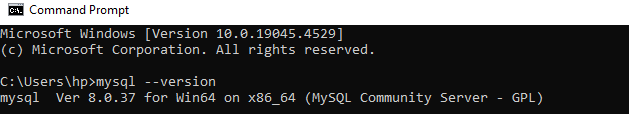 Command Prompt
Microsoft Windows [Version 10.0.19045.4529]
(c) Microsoft Corporation. All rights reserved.
C:\Users\hp>mysql --version
mysql  Ver 8.0.37 for Win64 on x86_64 (MySQL Community Server - GPL)